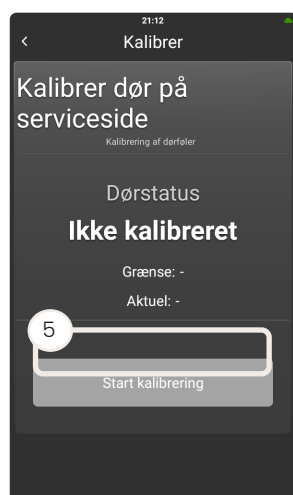 21:12
Kalibrer
Kalibrer dør på
serviceside
Kalibrering af dørføler
Dørstatus
Ikke kalibreret
Grænse: -
Aktuel: -
5
Start kalibrering